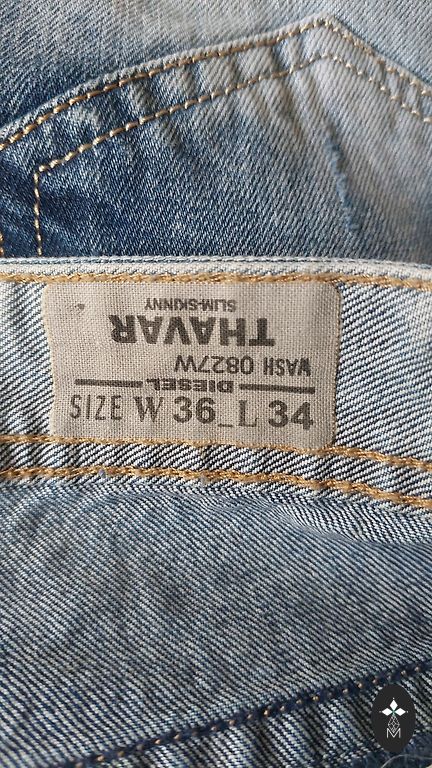 SLIM-SKINNY
THAVAR
WASH 0827W
DIESEL
SIZE W 36_L 34